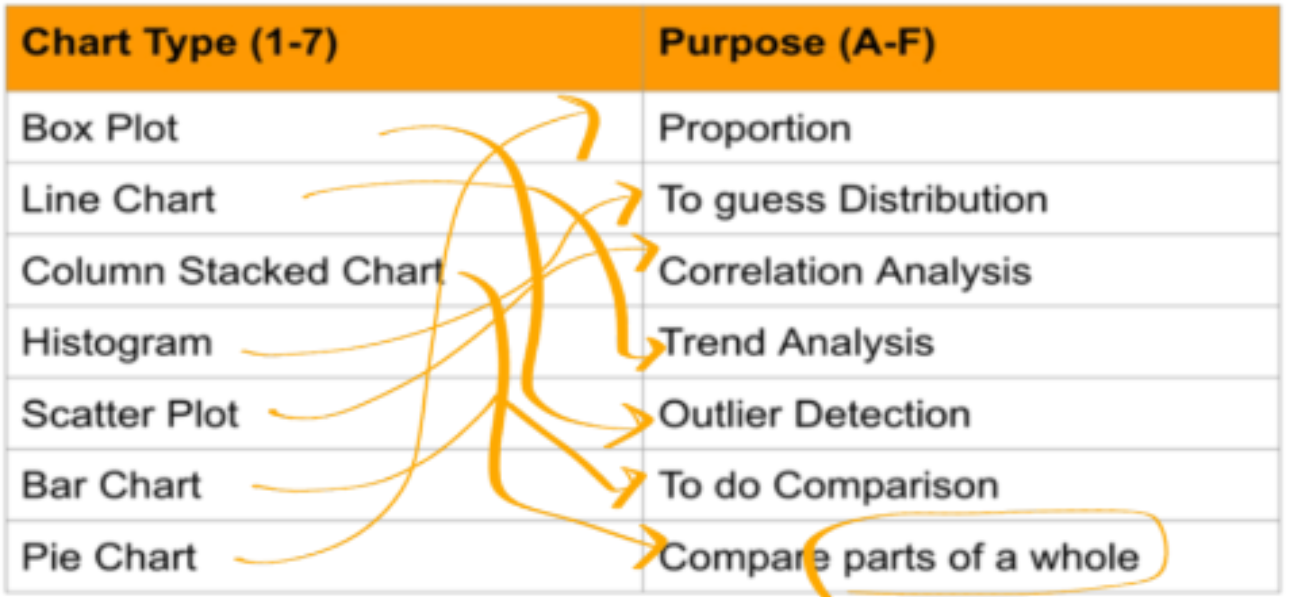 Chart Type (1-7) Purpose (A-F)
Box Plot Proportion
Line Chart To guess Distribution
Column Stacked Chart Correlation Analysis
Histogram Trend Analysis
Scatter Plot Outlier Detection
Bar Chart To do Comparison
Pie Chart Compare parts of a whole